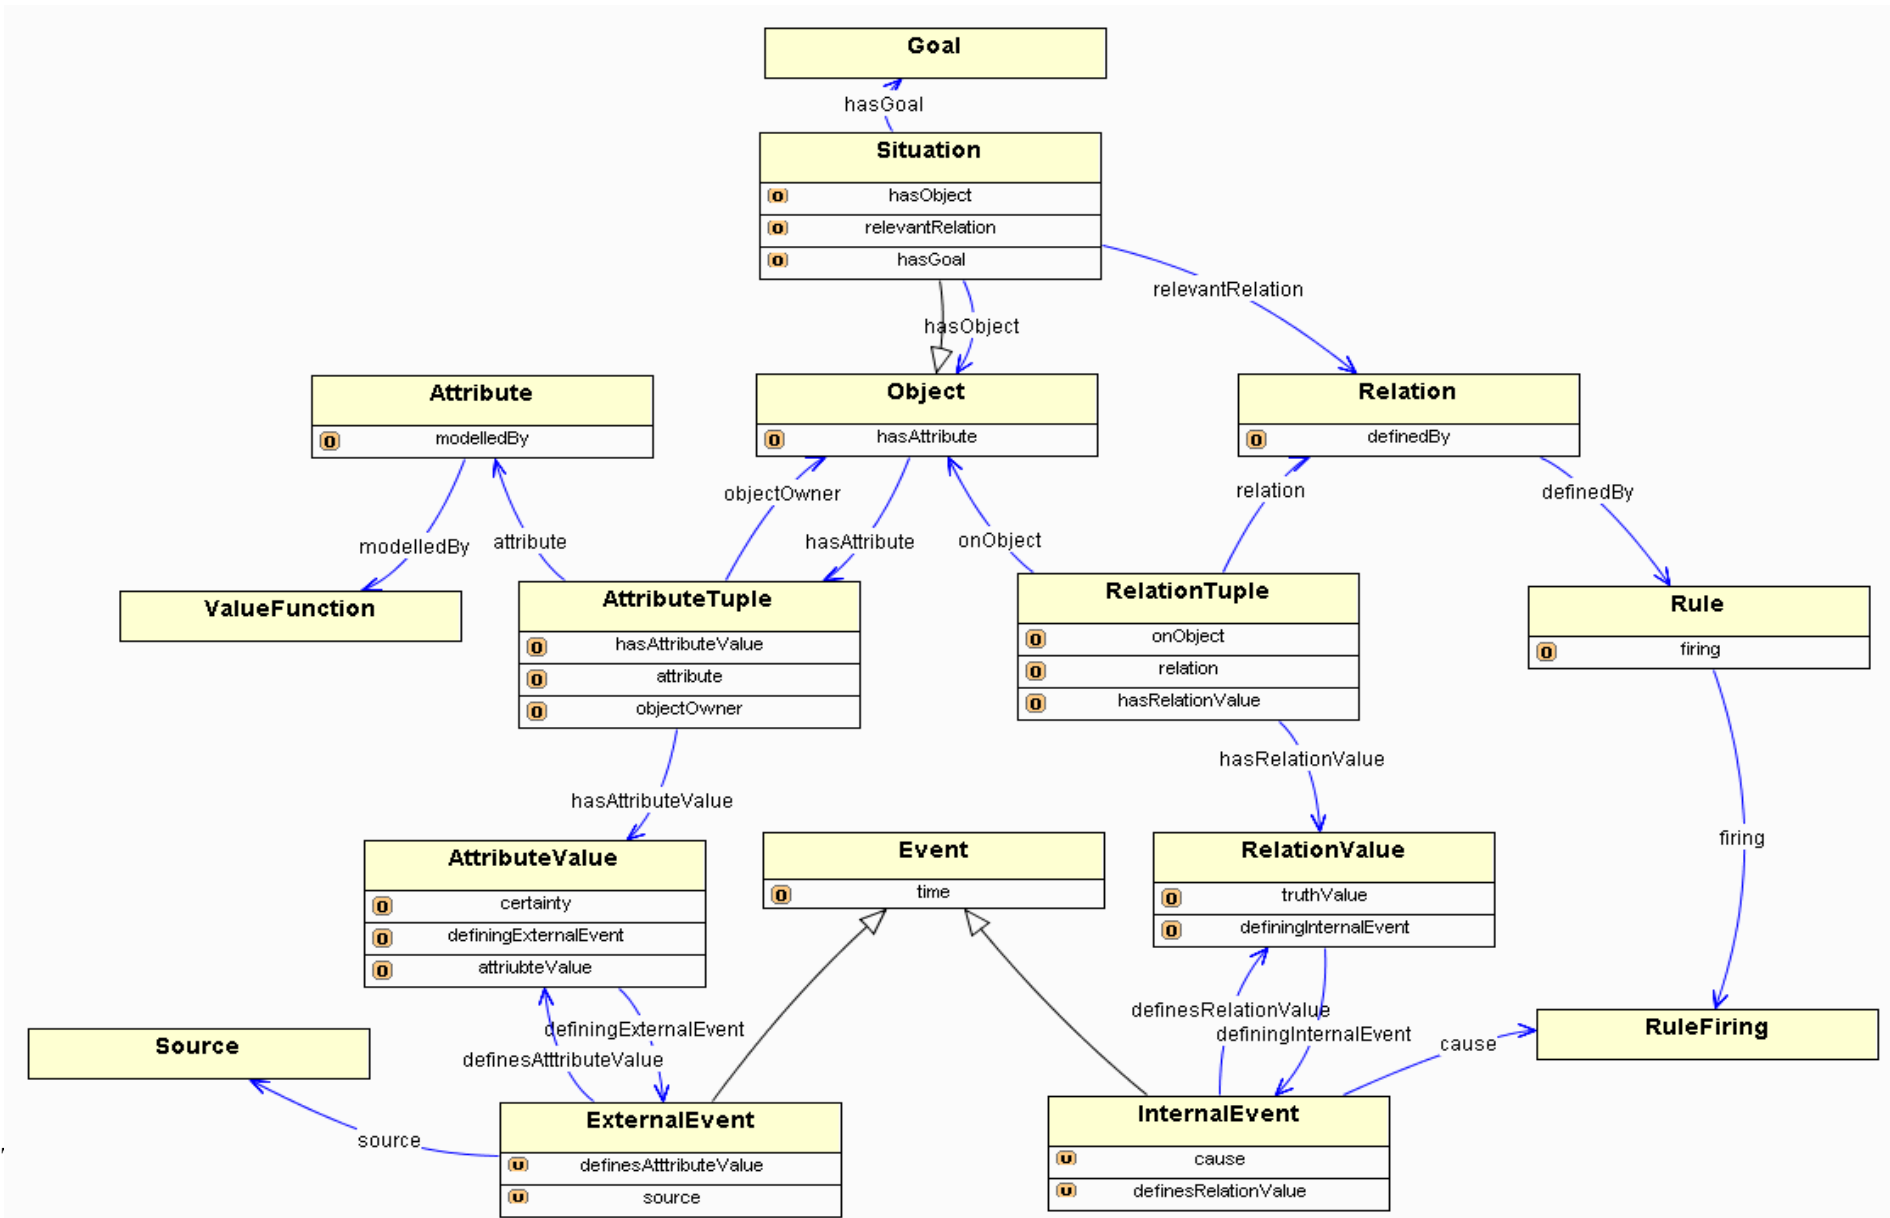 Goal
hasGoal
Situation
O hasObject
O relevantRelation
O hasGoal
relevantRelation
hasObject
Attribute
O modelledBy
Object
O hasAttribute
Relation
O definedBy
objectOwner
relation
definedBy
modelledBy
attribute
hasAttribute
onObject
ValueFunction
AttributeTuple
O hasAttributeValue
O attribute
O objectOwner
RelationTuple
O onObject
O relation
O hasRelationValue
Rule
O firing
hasRelationValue
hasAttributeValue
firing
AttributeValue
O certainty
O definingExternalEvent
O attriubteValue
Event
O time
RelationValue
O truthValue
O definingInternalEvent
definesRelationValue
definingExternalEvent
definingInternalEvent
cause
definesAtttributeValue
Source
RuleFiring
source
ExternalEvent
U definesAtttributeValue
U source
InternalEvent
U cause
U definesRelationValue